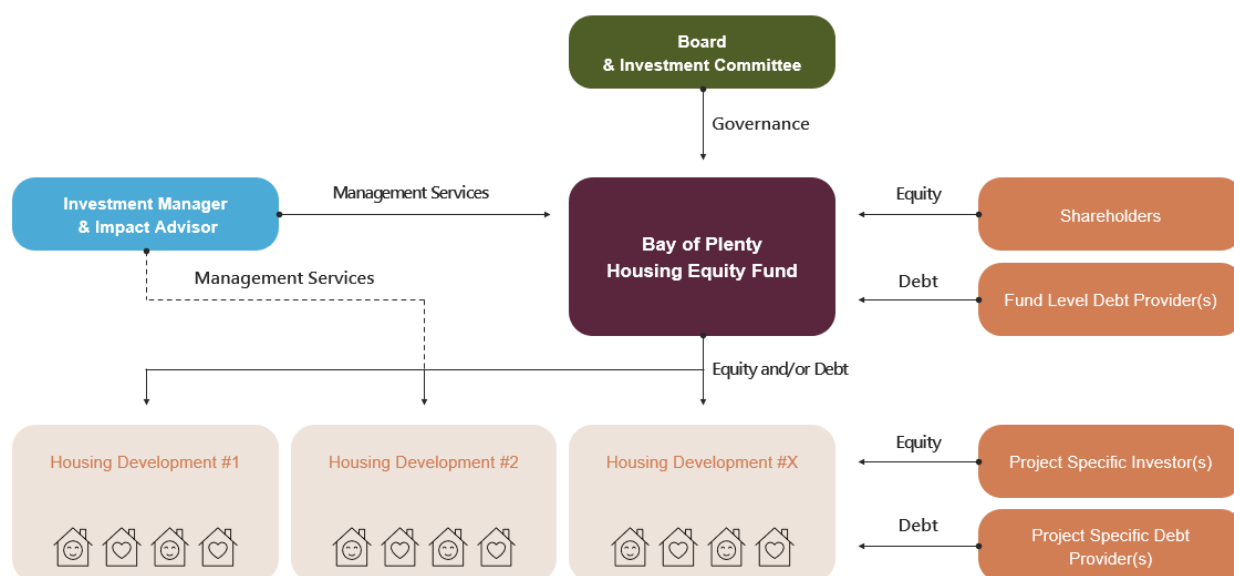 Board
& Investment Committee
Governance
Investment Manager
& Impact Advisor
Management Services
Bay of Plenty
Housing Equity Fund
Equity
Shareholders
Management Services
Debt
Fund Level Debt Provider(s)
Equity and/or Debt
Housing Development #1
Housing Development #2
Housing Development #X
Equity
Project Specific Investor(s)
Debt
Project Specific Debt
Provider(s)